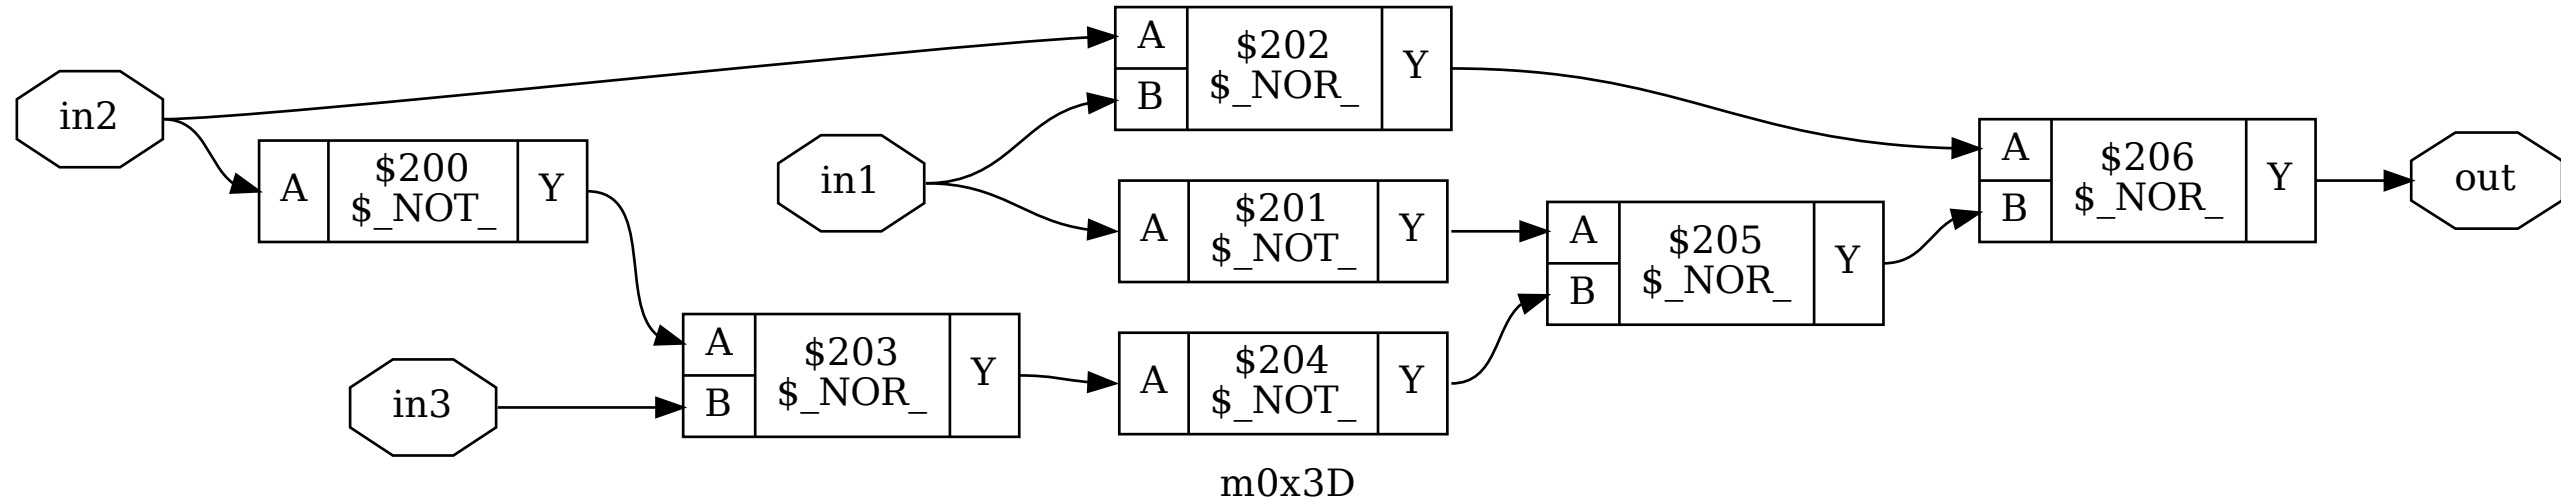 in2
A
$200
$_NOT_
Y
in3
A
B
$203
$_NOR_
Y
in1
A
B
$202
$_NOR_
Y
A
$201
$_NOT_
Y
A
$204
$_NOT_
Y
A
B
$205
$_NOR_
Y
A
B
$206
$_NOR_
Y
out
m0x3D